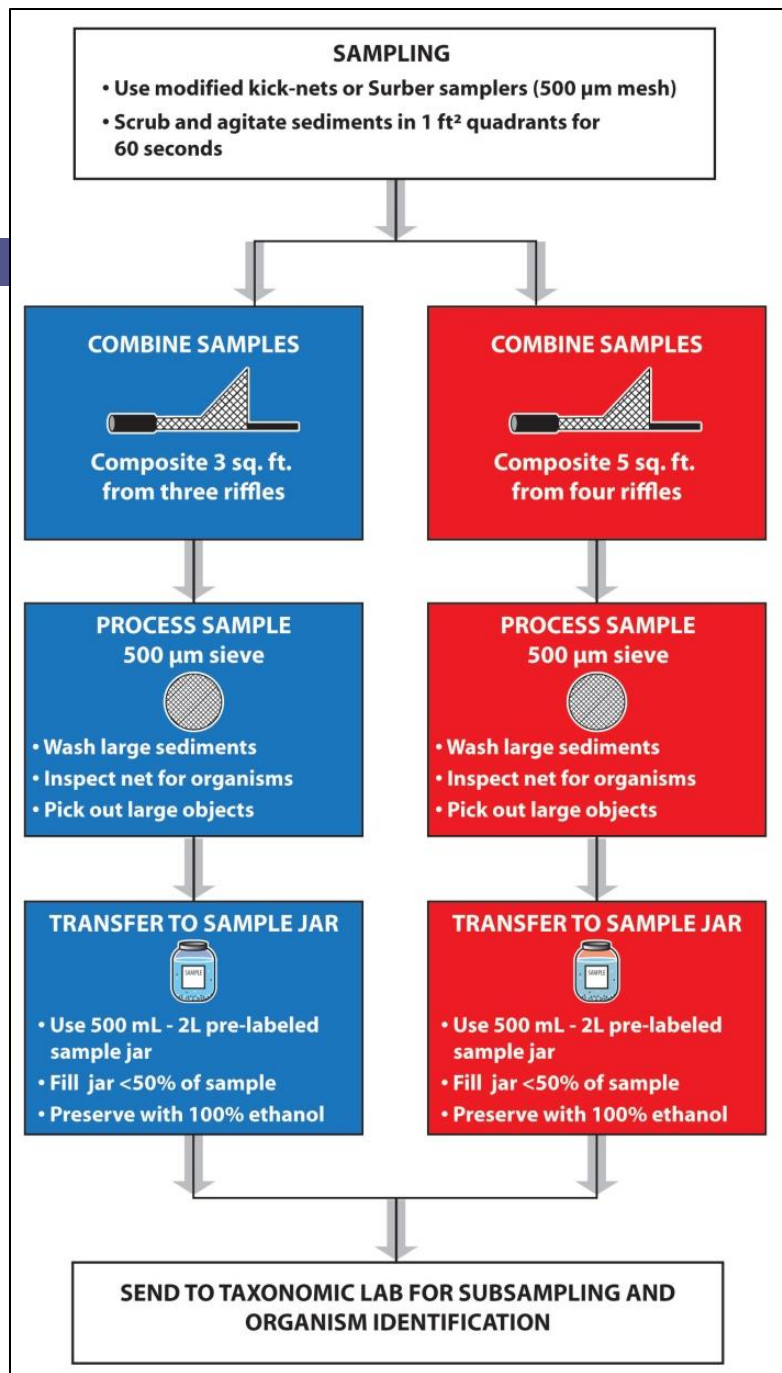 SAMPLING
• Use modified kick-nets or Surber samplers (500 µm mesh)
• Scrub and agitate sediments in 1 ft² quadrants for
60 seconds
COMBINE SAMPLES
Composite 3 sq. ft.
from three riffles
COMBINE SAMPLES
Composite 5 sq. ft.
from four riffles
PROCESS SAMPLE
500 µm sieve
• Wash large sediments
• Inspect net for organisms
• Pick out large objects
PROCESS SAMPLE
500 µm sieve
• Wash large sediments
• Inspect net for organisms
• Pick out large objects
TRANSFER TO SAMPLE JAR
SAMPLE
• Use 500 mL - 2L pre-labeled
sample jar
• Fill jar <50% of sample
• Preserve with 100% ethanol
TRANSFER TO SAMPLE JAR
SAMPLE
• Use 500 mL - 2L pre-labeled
sample jar
• Fill jar <50% of sample
• Preserve with 100% ethanol
SEND TO TAXONOMIC LAB FOR SUBSAMPLING AND
ORGANISM IDENTIFICATION